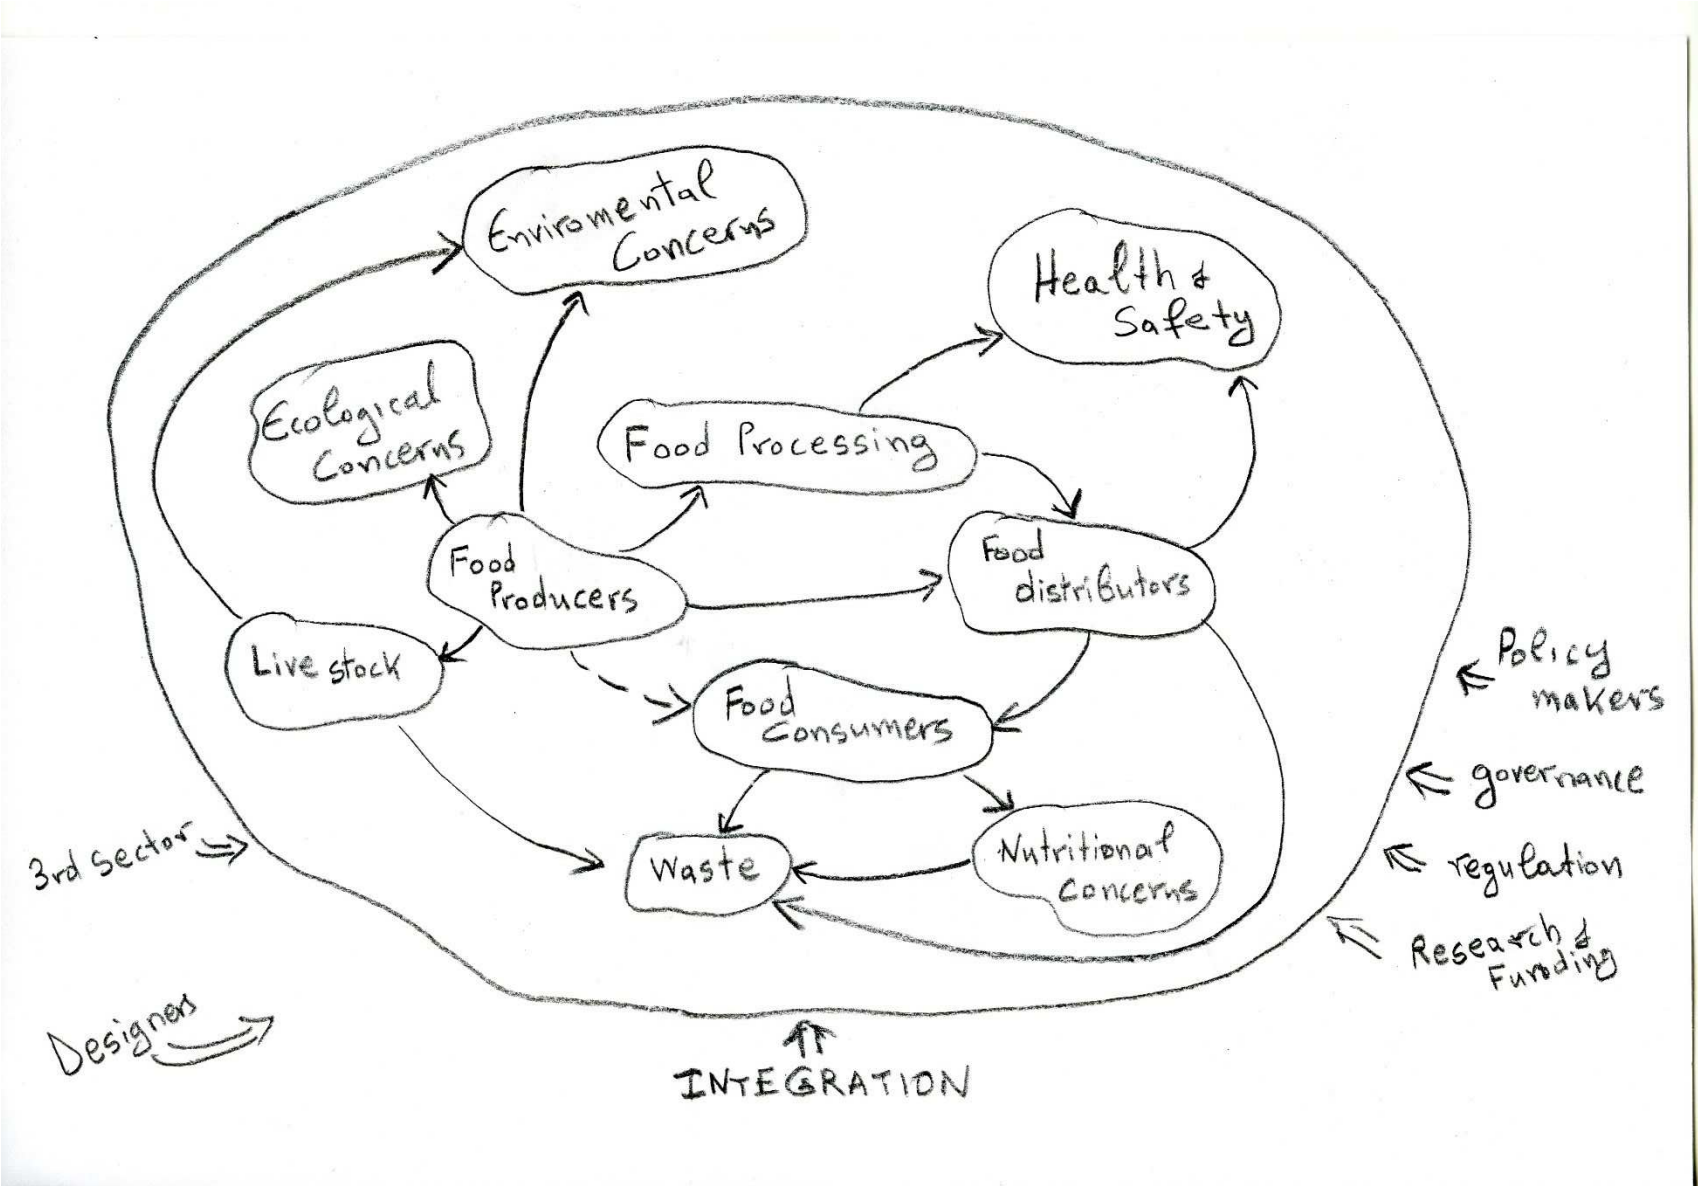 Enviromental
Concerns
Health &
Safety
Ecological
Concerns
Food Processing
Food
Producers
Food
distributors
Live stock
Food
Consumers
Policy
makers
governance
3rd sector
Waste
Nutritional
Concerns
regulation
Research &
Funding
Designers
INTEGRATION